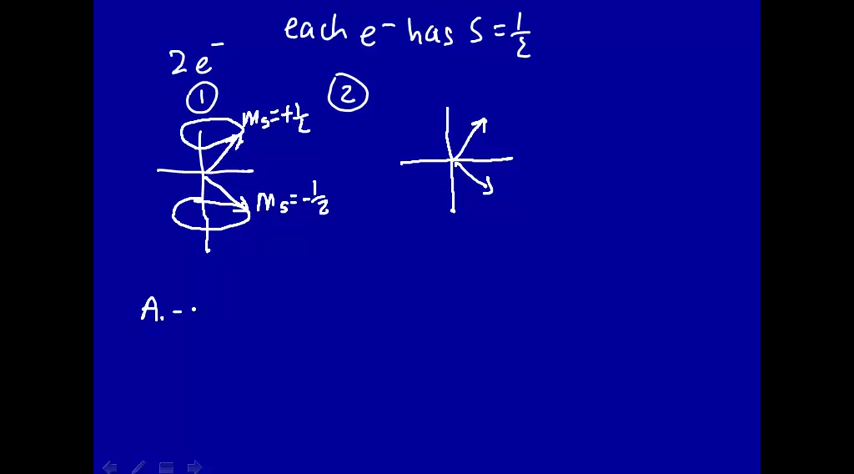 each e⁻ has S = 1/2
2e⁻
① ②
ms = +1/2
ms = -1/2
A. -